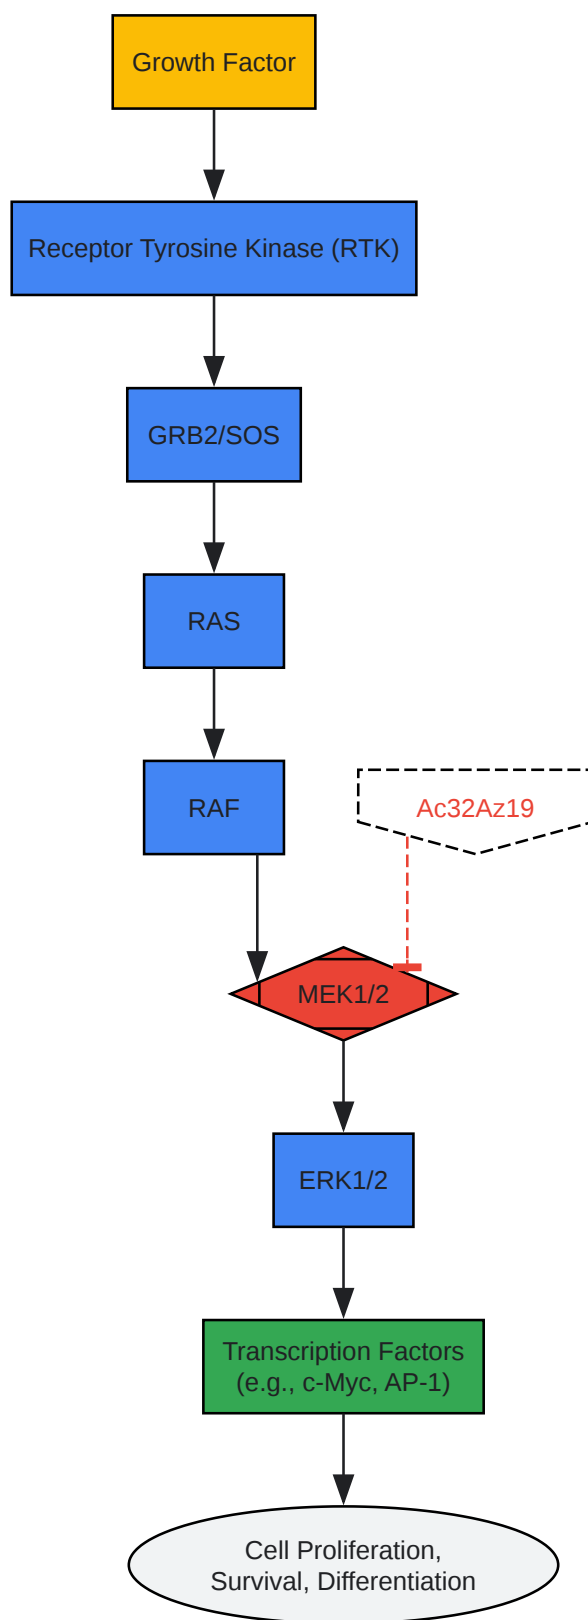 Growth Factor
Receptor Tyrosine Kinase (RTK)
GRB2/SOS
RAS
RAF
Ac32Az19
MEK1/2
ERK1/2
Transcription Factors
(e.g., c-Myc, AP-1)
Cell Proliferation,
Survival, Differentiation